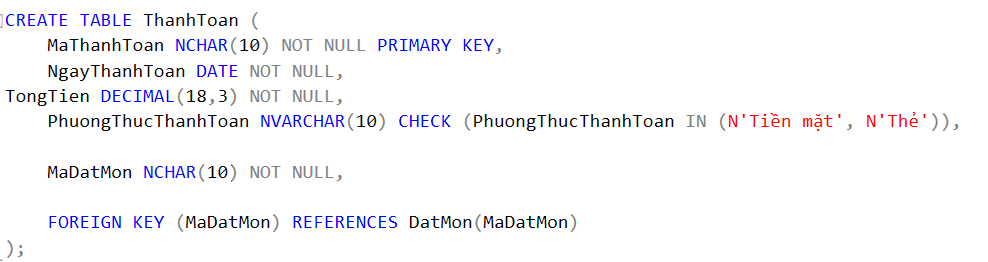 CREATE TABLE ThanhToan (
    MaThanhToan NCHAR(10) NOT NULL PRIMARY KEY,
    NgayThanhToan DATE NOT NULL,
TongTien DECIMAL(18,3) NOT NULL,
    PhuongThucThanhToan NVARCHAR(10) CHECK (PhuongThucThanhToan IN (N'Tiền mặt', N'Thẻ')),
    MaDatMon NCHAR(10) NOT NULL,
    FOREIGN KEY (MaDatMon) REFERENCES DatMon(MaDatMon)
);